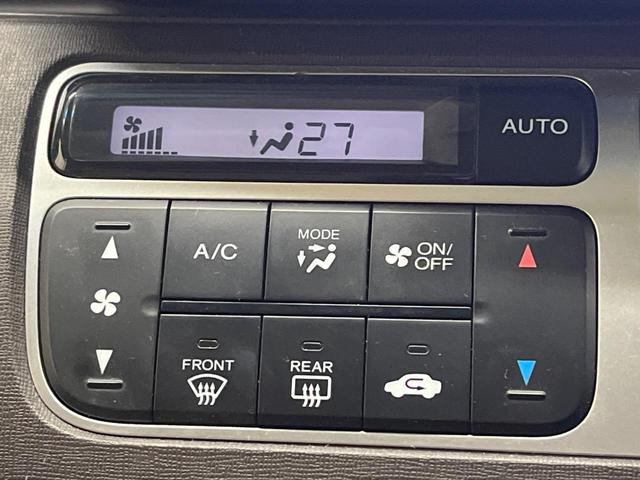 27
AUTO
A/C
MODE
ON/
OFF
FRONT
REAR